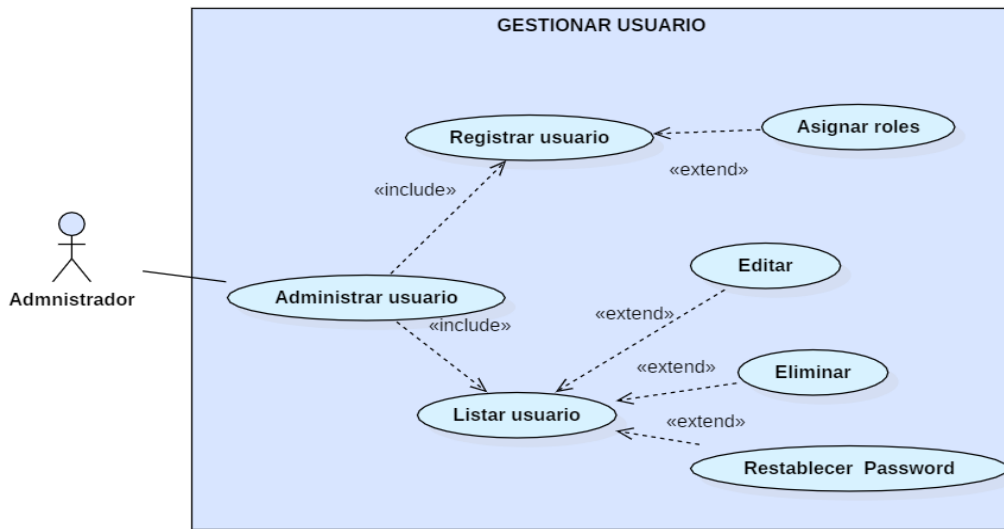 GESTIONAR USUARIO
Registrar usuario
Asignar roles
«extend»
«include»
Admnistrador
Administrar usuario
Editar
«extend»
«include»
«extend»
Eliminar
Listar usuario
«extend»
Restablecer Password